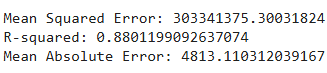 Mean Squared Error: 303341375.30031824
R-squared: 0.8801199092637074
Mean Absolute Error: 4813.110312039167